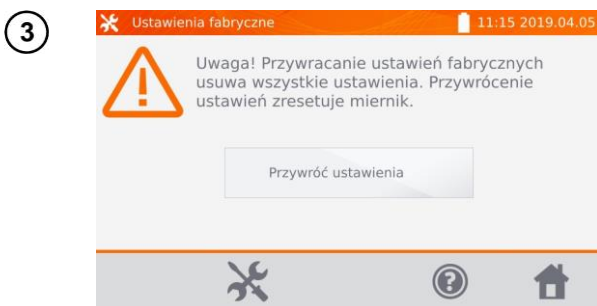 3
Ustawienia fabryczne 11:15 2019.04.05
Uwaga! Przywracanie ustawień fabrycznych
usuwa wszystkie ustawienia. Przywrócenie
ustawień zresetuje miernik.
Przywróć ustawienia